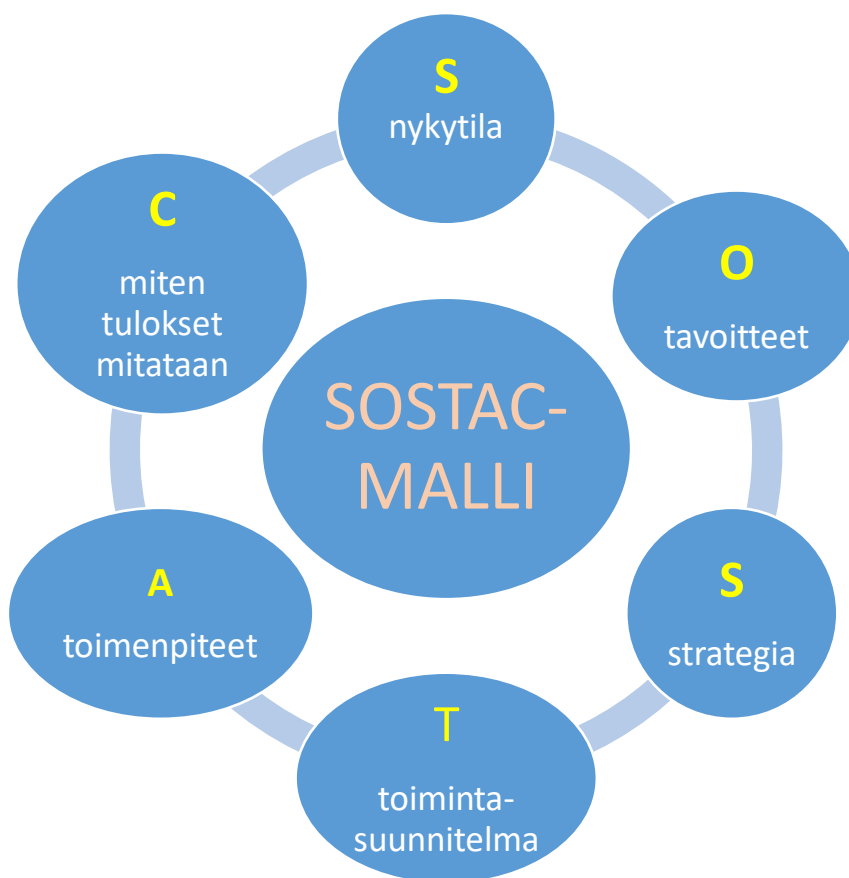 S
nykytila
O
tavoitteet
S
strategia
T
toiminta-
suunnitelma
A
toimenpiteet
C
miten
tulokset
mitataan
SOSTAC-
MALLI